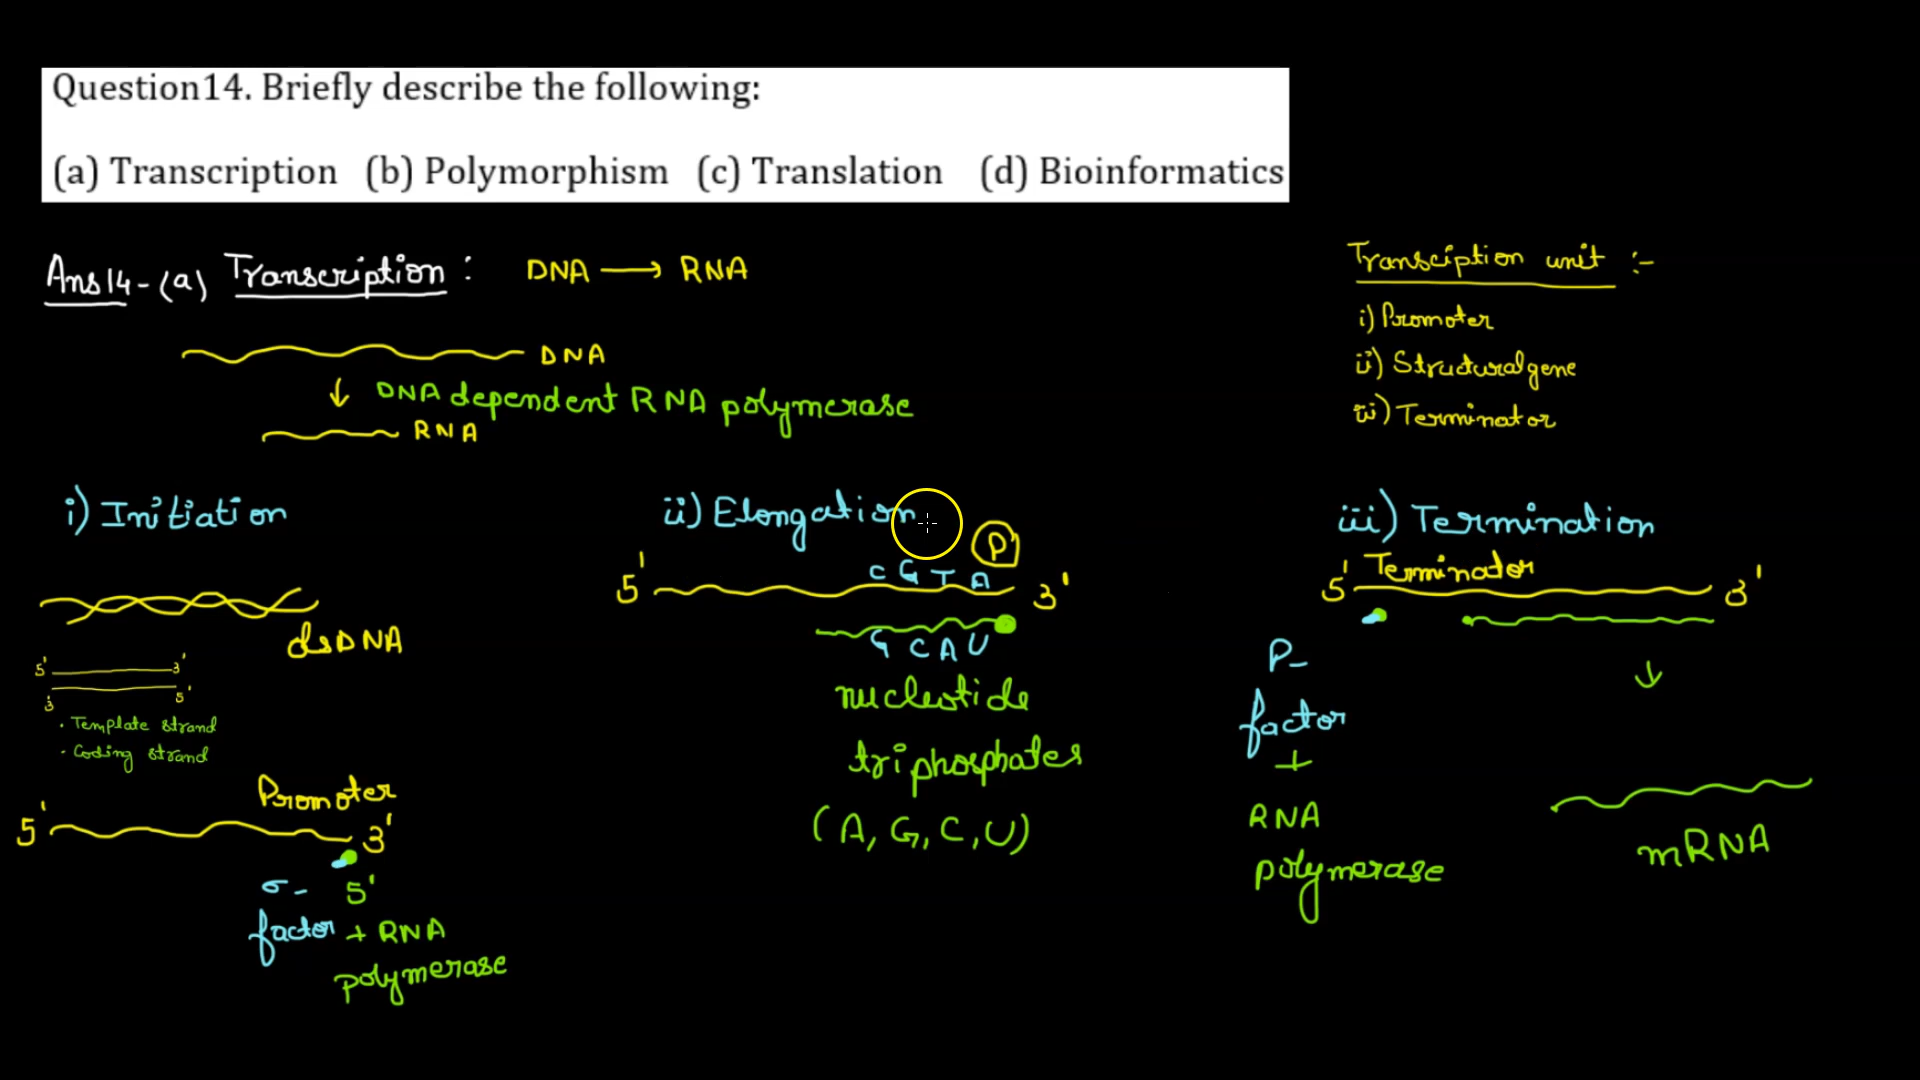 Question14. Briefly describe the following:
(a) Transcription (b) Polymorphism (c) Translation (d) Bioinformatics
Ans 14-(a) Transcription : DNA → RNA
DNA
↓ DNA dependent RNA polymerase
RNA
Transciption unit :-
i) Promoter
ii) Structural gene
iii) Terminator
i) Initiation
dsDNA
5' 3'
3 5'
· Template strand
· Coding strand
Promoter
5' 3'
σ- 5'
factor + RNA
polymerase
ii) Elongation
P
C G T A
5' 3'
G C A U
nucleotide
triphosphates
(A, G, C, U)
iii) Termination
Terminator
5' 3'
ρ-
factor
+
RNA
polymerase
↓
mRNA